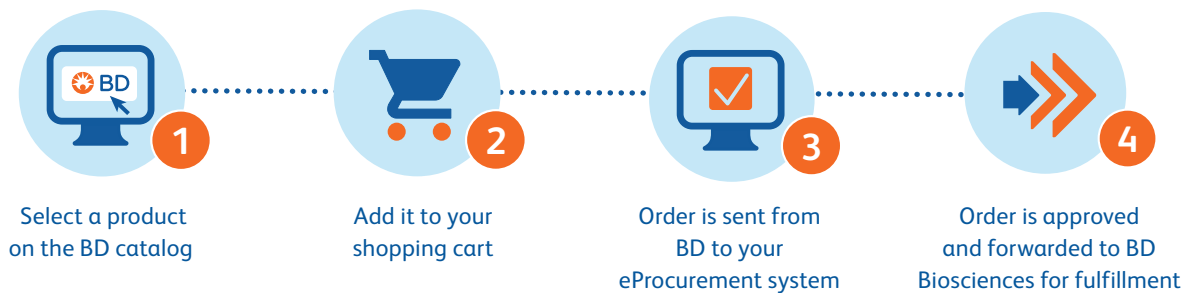 BD
1
Select a product
on the BD catalog
2
Add it to your
shopping cart
3
Order is sent from
BD to your
eProcurement system
4
Order is approved
and forwarded to BD
Biosciences for fulfillment